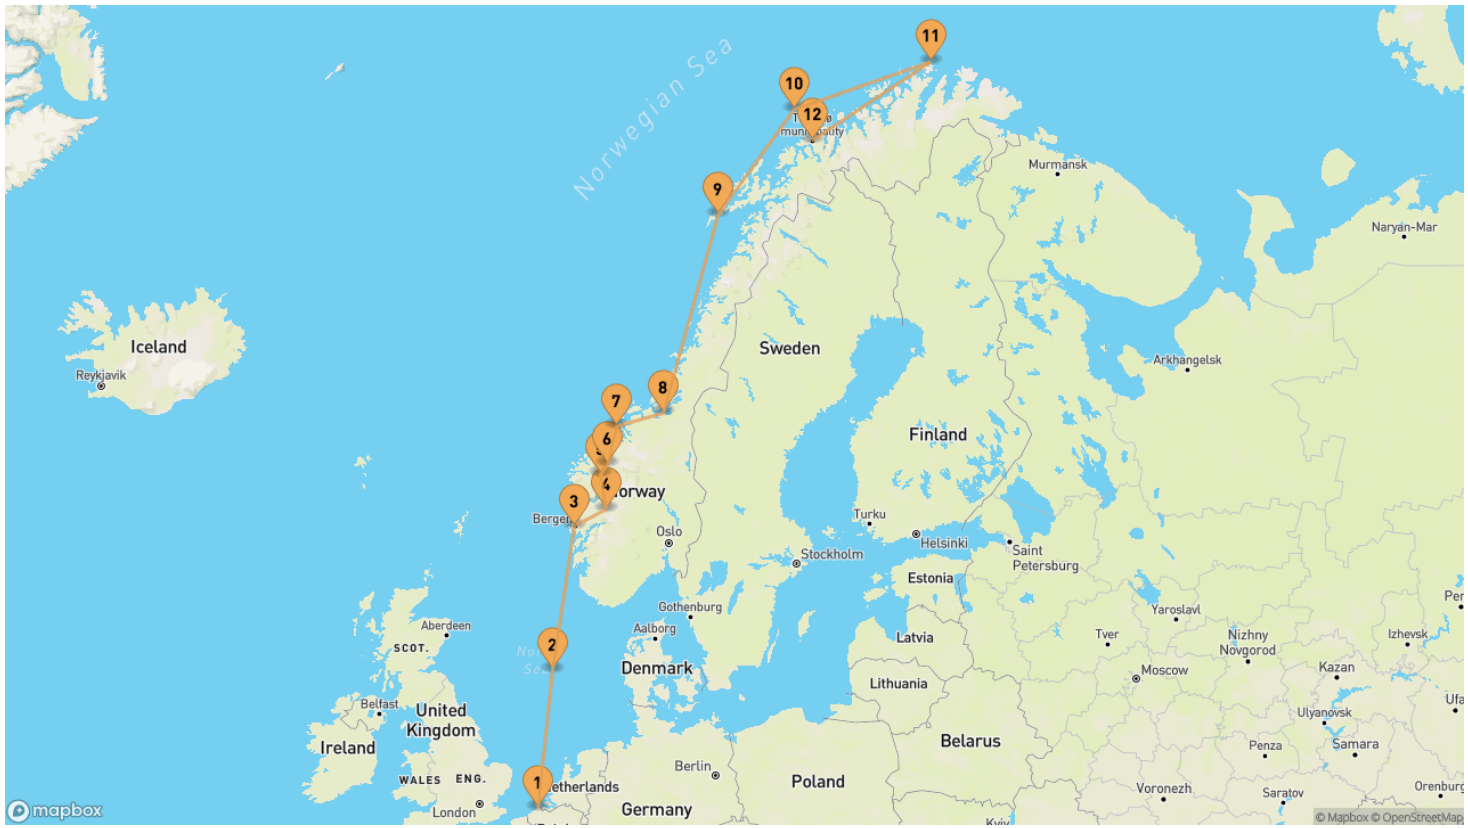 11
10
12
municipality
Norwegian Sea
Murmansk
9
Naryan-Mar
Iceland
Reykjavik
Sweden
Arkhangelsk
8
7
6
Finland
4
Norway
3
Bergen
Oslo
Turku
Helsinki
Stockholm
Saint
Petersburg
Estonia
Gothenburg
Aalborg
Aberdeen
SCOT.
2
Latvia
Yaroslavl
Tver
Nizhny
Novgorod
Izhevsk
Denmark
Lithuania
Moscow
Kazan
Belfast
United
Kingdom
Ireland
Ulyanovsk
Ufa
Belarus
Penza
Samara
WALES
ENG.
1
Netherlands
Berlin
Poland
Voronezh
Saratov
Orenburg
London
Germany
mapbox
© Mapbox © OpenStreetMap